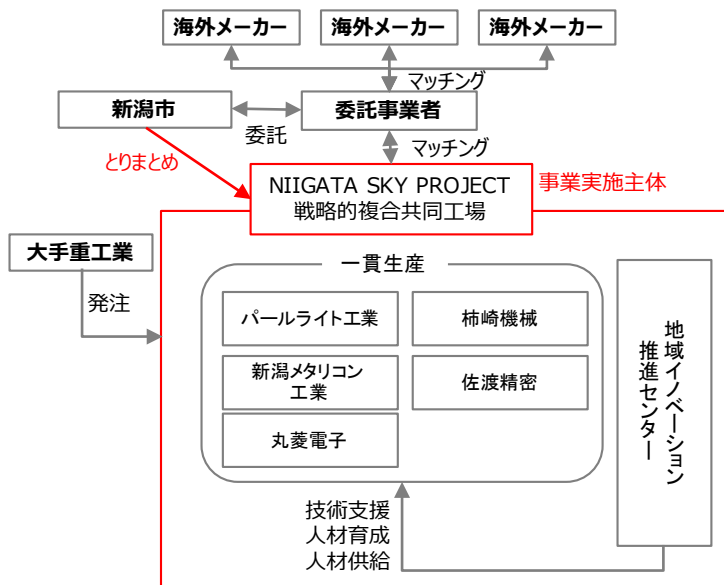 海外メーカー
海外メーカー
海外メーカー
マッチング
新潟市
委託
委託事業者
とりまとめ
マッチング
NIIGATA SKY PROJECT
戦略的複合共同工場
事業実施主体
大手重工業
発注
一貫生産
パールライト工業
柿崎機械
新潟メタリコン
工業
佐渡精密
丸菱電子
地域イノベーション
推進センター
技術支援
人材育成
人材供給